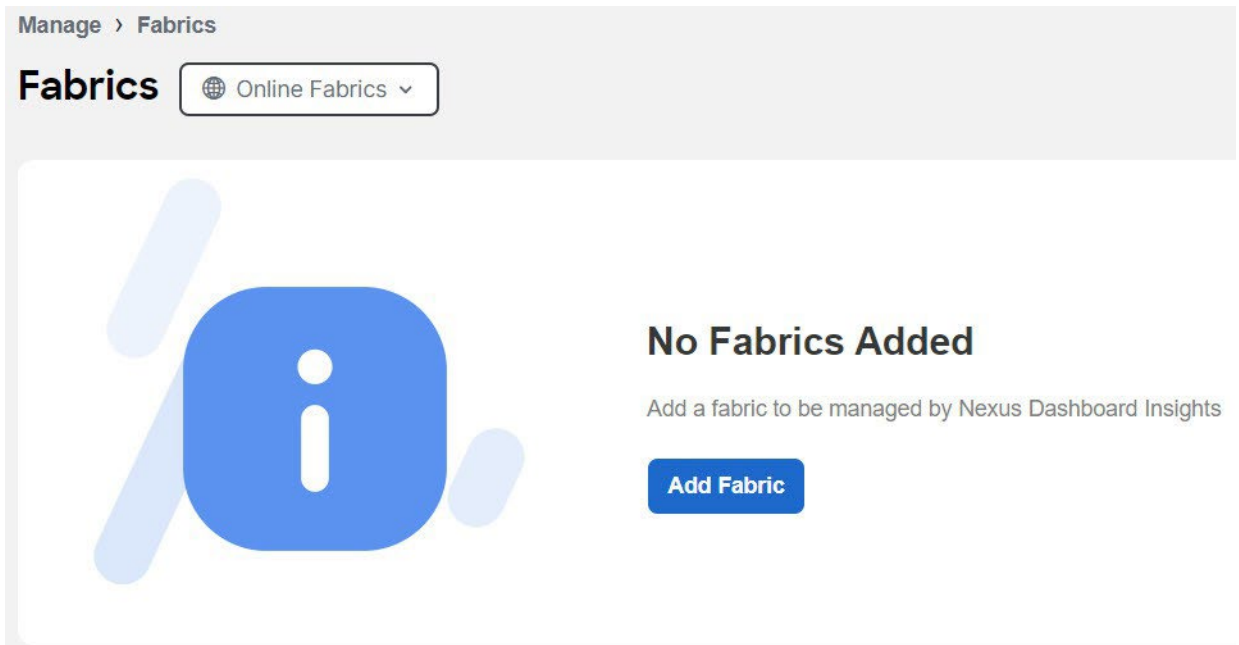 Manage › Fabrics
Fabrics
Online Fabrics
No Fabrics Added
Add a fabric to be managed by Nexus Dashboard Insights
Add Fabric